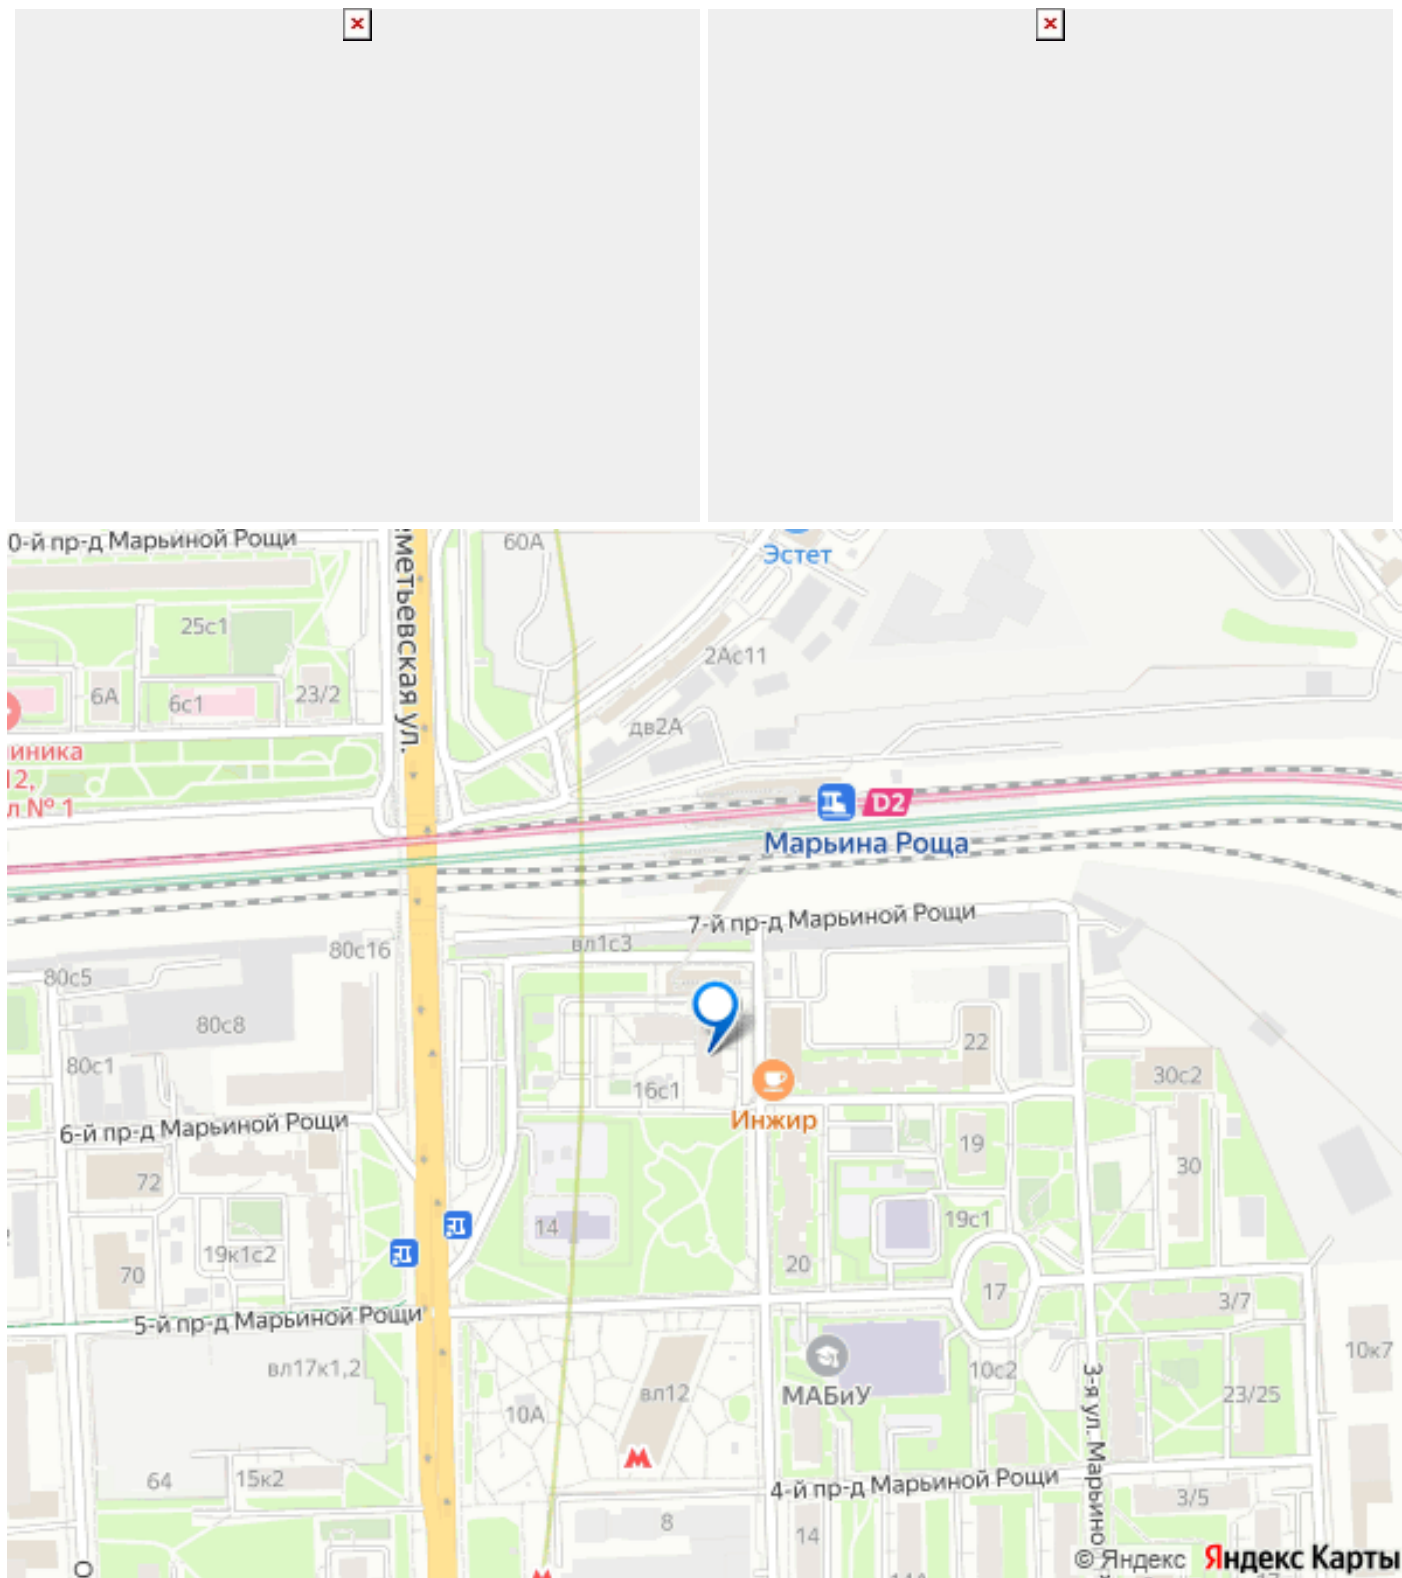 0-й пр-д Марьиной Рощи
еметьевская ул.
60А
Эстет
25с1
2Ас11
6А
6с1
23/2
дв2А
иника
12,
л № 1
D2
Марьина Роща
7-й пр-д Марьиной Рощи
вл1с3
80с16
80с5
80с8
80с1
22
16с1
30с2
Инжир
6-й пр-д Марьиной Рощи
19
30
72
14
19с1
19к1с2
20
70
17
3/7
5-й пр-д Марьиной Рощи
10к7
вл17к1,2
10с2
МАБиУ
вл12
23/25
10А
3-я ул. Марьино
64
15к2
4-й пр-д Марьиной Рощи
3/5
8
14
© Яндекс
Яндекс Карты